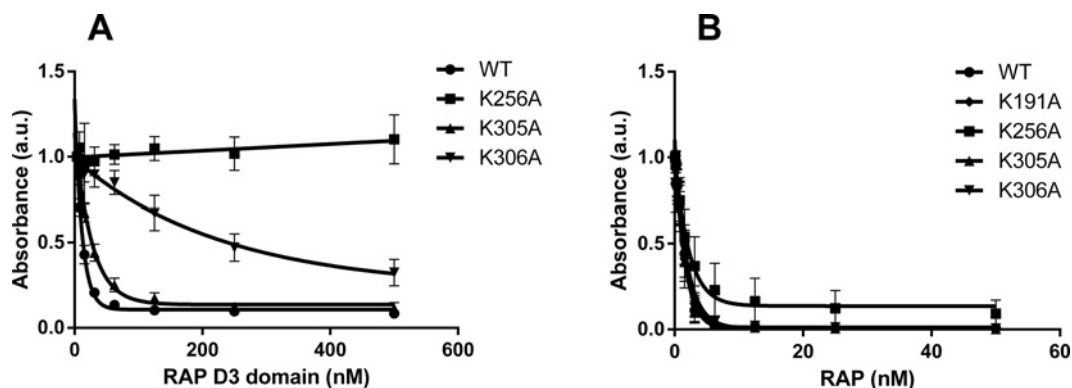 A
1.5
1.0
0.5
0.0
0
200
400
600
Absorbance (a.u.)
RAP D3 domain (nM)
WT
K256A
K305A
K306A
B
1.5
1.0
0.5
0.0
0
20
40
60
Absorbance (a.u.)
RAP (nM)
WT
K191A
K256A
K305A
K306A